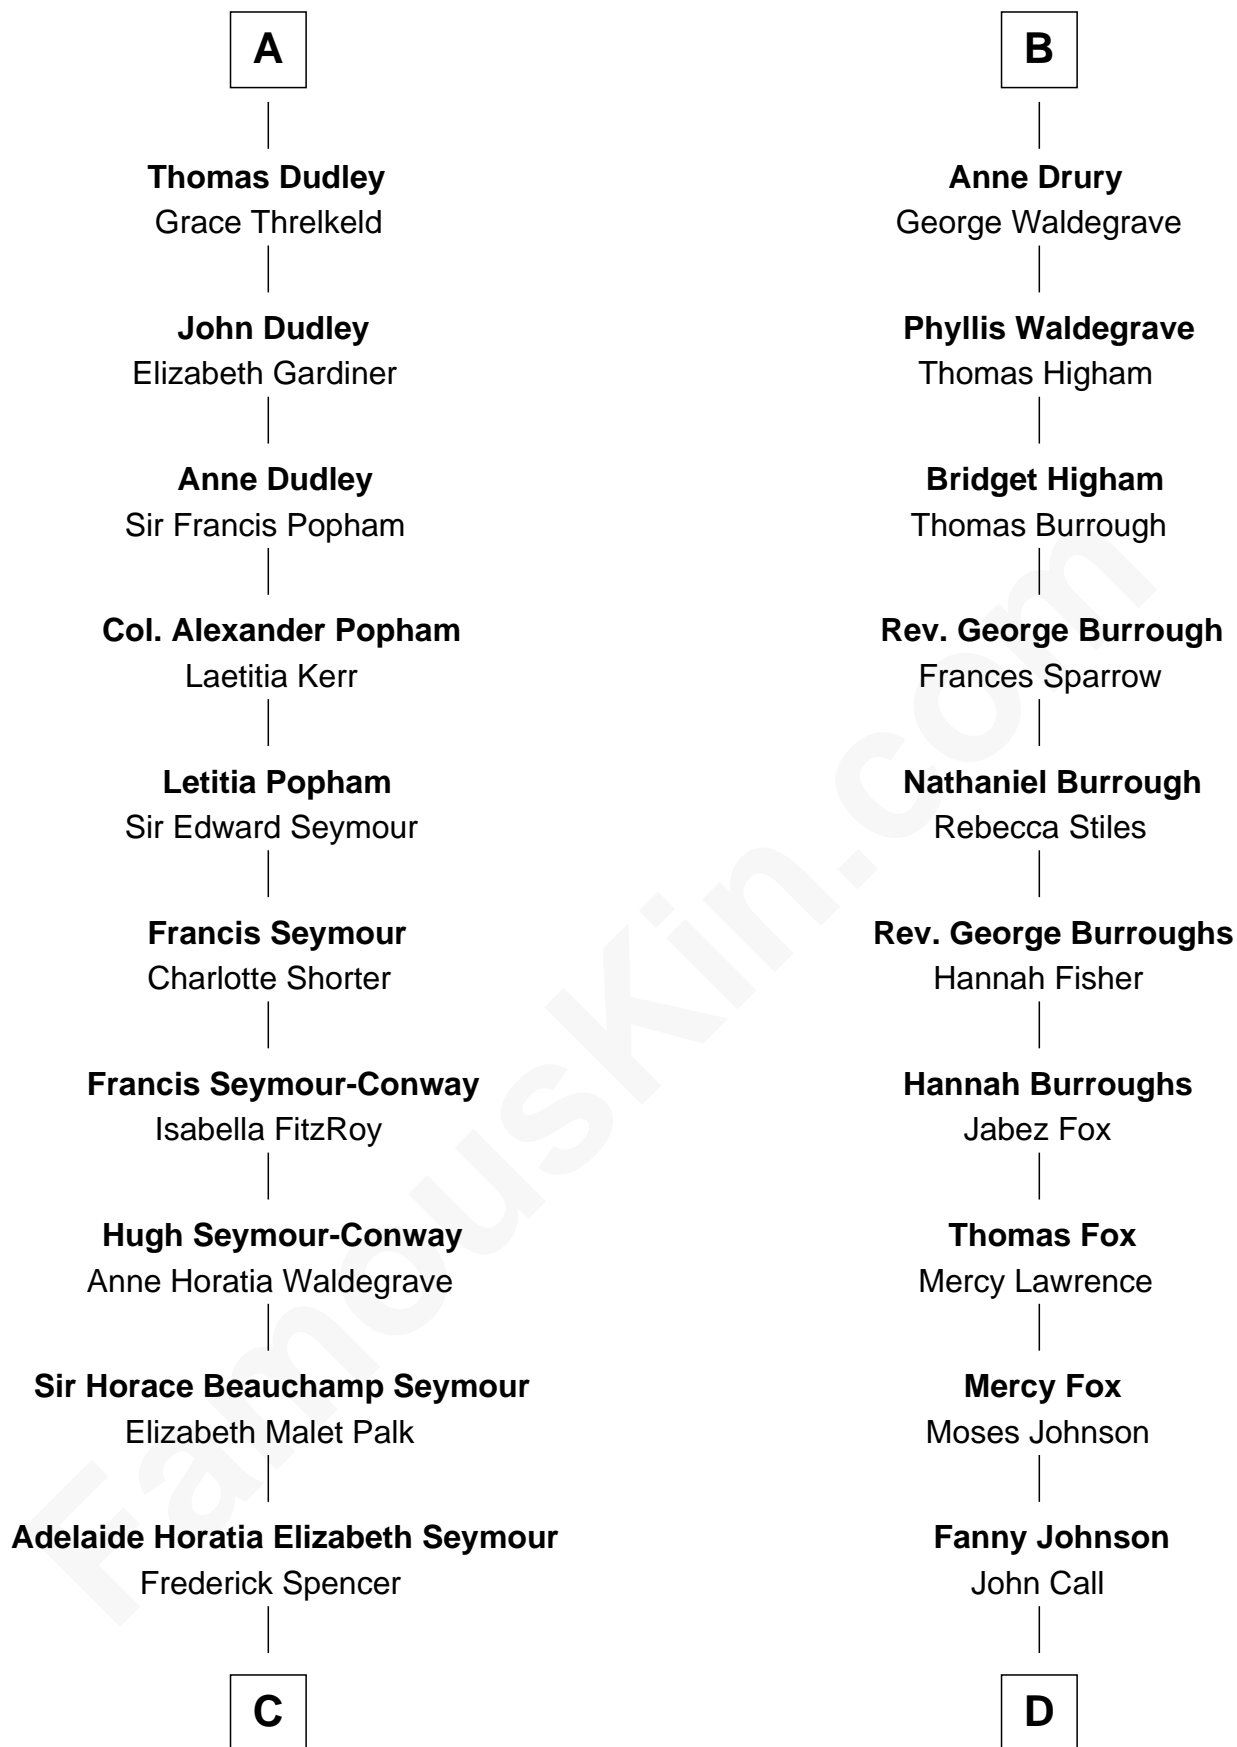 A
Thomas Dudley
Grace Threlkeld
John Dudley
Elizabeth Gardiner
Anne Dudley
Sir Francis Popham
Col. Alexander Popham
Laetitia Kerr
Letitia Popham
Sir Edward Seymour
Francis Seymour
Charlotte Shorter
Francis Seymour-Conway
Isabella FitzRoy
Hugh Seymour-Conway
Anne Horatia Waldegrave
Sir Horace Beauchamp Seymour
Elizabeth Malet Palk
Adelaide Horatia Elizabeth Seymour
Frederick Spencer
C
B
Anne Drury
George Waldegrave
Phyllis Waldegrave
Thomas Higham
Bridget Higham
Thomas Burrough
Rev. George Burrough
Frances Sparrow
Nathaniel Burrough
Rebecca Stiles
Rev. George Burroughs
Hannah Fisher
Hannah Burroughs
Jabez Fox
Thomas Fox
Mercy Lawrence
Mercy Fox
Moses Johnson
Fanny Johnson
John Call
D
FamousKin.com